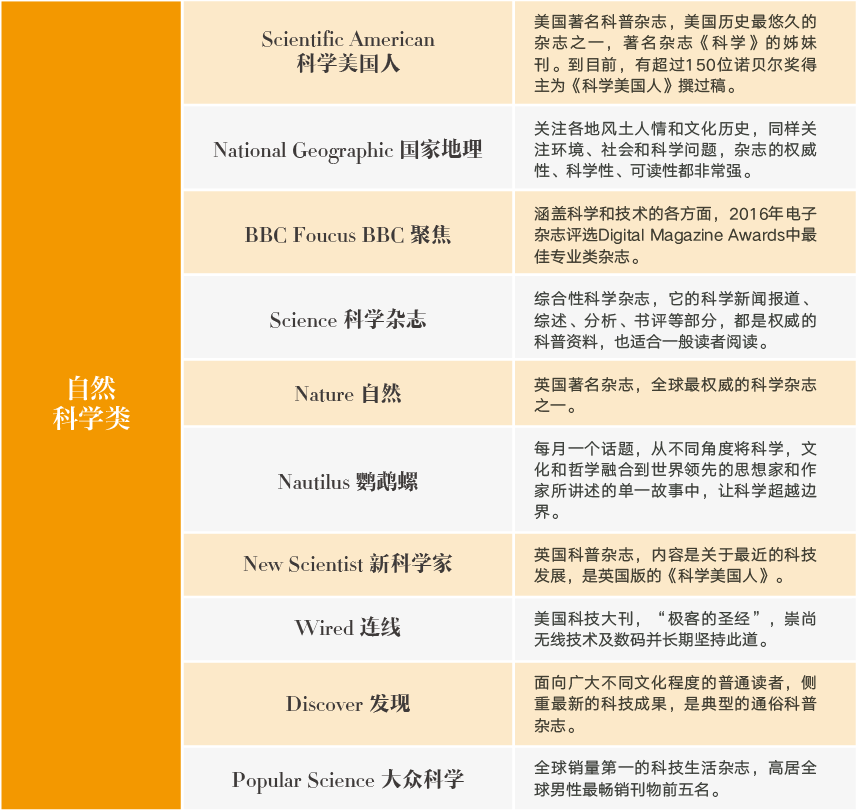 自然
科学类
Scientific American
科学美国人
美国著名科普杂志，美国历史最悠久的
杂志之一，著名杂志《科学》的姊妹
刊。到目前，有超过150位诺贝尔奖得
主为《科学美国人》撰过稿。
National Geographic 国家地理
关注各地风土人情和文化历史，同样关
注环境、社会和科学问题，杂志的权威
性、科学性、可读性都非常强。
BBC Foucus BBC 聚焦
涵盖科学和技术的各方面，2016年电子
杂志评选Digital Magazine Awards中最
佳专业类杂志。
Science 科学杂志
综合性科学杂志，它的科学新闻报道、
综述、分析、书评等部分，都是权威的
科普资料，也适合一般读者阅读。
Nature 自然
英国著名杂志，全球最权威的科学杂志
之一。
Nautilus 鹦鹉螺
每月一个话题，从不同角度将科学，文
化和哲学融合到世界领先的思想家和作
家所讲述的单一故事中，让科学超越边
界。
New Scientist 新科学家
英国科普杂志，内容是关于最近的科技
发展，是英国版的《科学美国人》。
Wired 连线
美国科技大刊，“极客的圣经”，崇尚
无线技术及数码并长期坚持此道。
Discover 发现
面向广大不同文化程度的普通读者，侧
重最新的科技成果，是典型的通俗科普
杂志。
Popular Science 大众科学
全球销量第一的科技生活杂志，高居全
球男性最畅销刊物前五名。